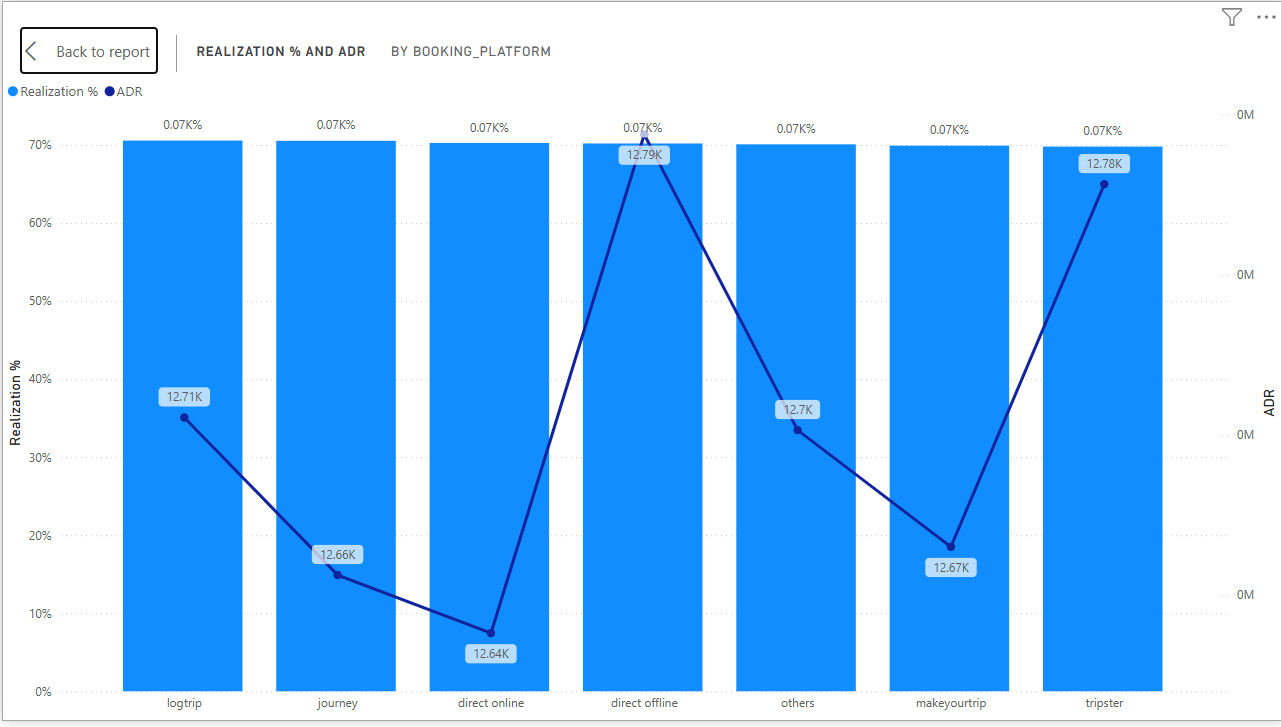 Back to report
REALIZATION % AND ADR
BY BOOKING_PLATFORM
Realization %
ADR
0.07K%
0.07K%
0.07K%
0.07K%
0.07K%
0.07K%
0.07K%
70%
60%
50%
40%
30%
20%
10%
0%
Realization %
12.71K
12.66K
12.64K
12.79K
12.7K
12.67K
12.78K
0M
0M
0M
0M
ADR
logtrip
journey
direct online
direct offline
others
makeyourtrip
tripster